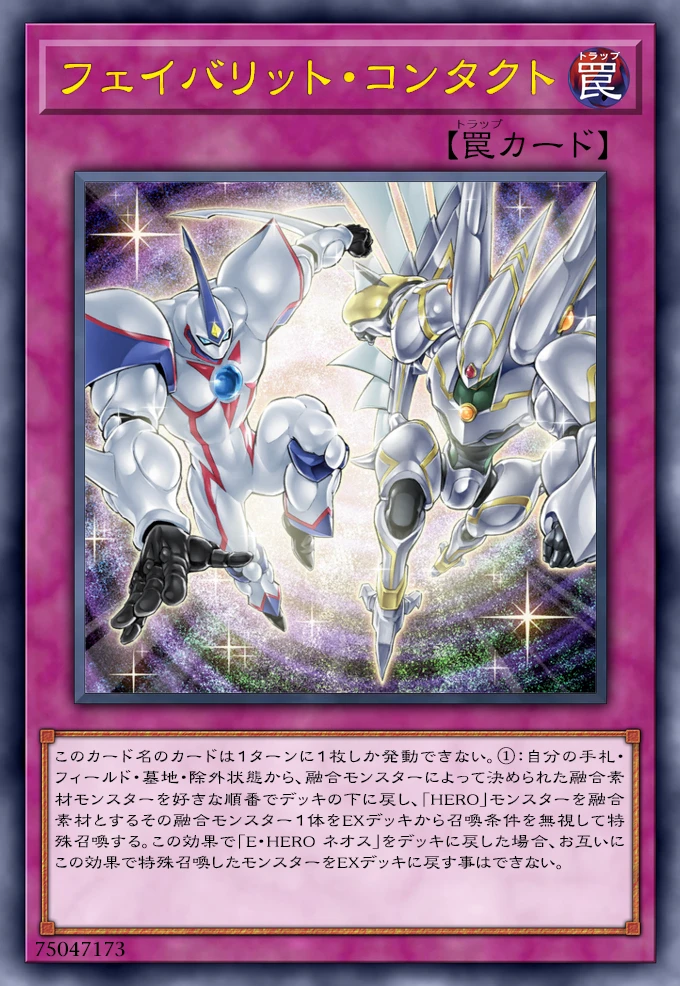 フェイバリット・コンタクト
トラップ
罠
トラップ
【罠カード】
このカード名のカードは1ターンに1枚しか発動できない。①:自分の手札・
フィールド・墓地・除外状態から、融合モンスターによって決められた融合素
材モンスターを好きな順番でデッキの下に戻し、「HERO」モンスターを融合
素材とするその融合モンスター1体をEXデッキから召喚条件を無視して特
殊召喚する。この効果で「E・HERO ネオス」をデッキに戻した場合、お互いに
この効果で特殊召喚したモンスターをEXデッキに戻す事はできない。
75047173